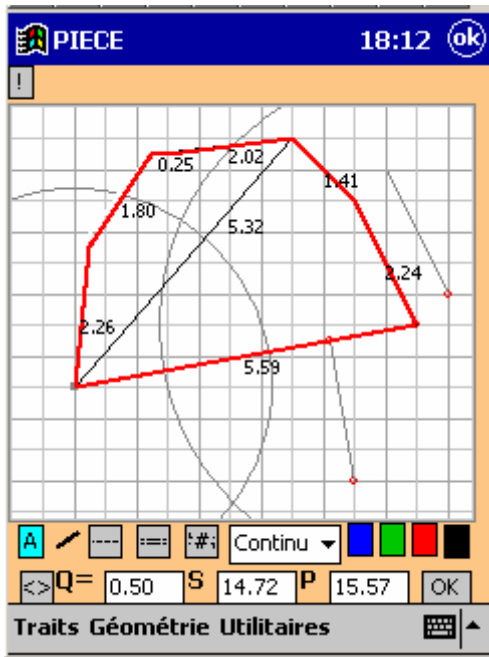 PIECE 18:12 ok
!
0.25 2.02
1.41
1.80
5.32
2.24
2.26
5.59
A Continu
<> Q= 0.50 S 14.72 P 15.57 OK
Traits Géométrie Utilitaires